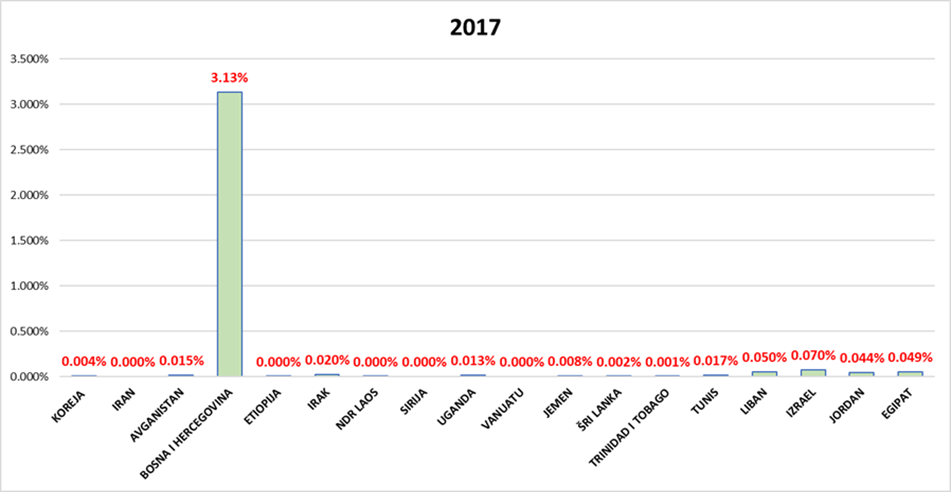 2017
3.500%
3.000%
2.500%
2.000%
1.500%
1.000%
0.500%
0.000%
3.13%
0.004%
0.000%
0.015%
0.000%
0.020%
0.000%
0.000%
0.013%
0.000%
0.008%
0.002%
0.001%
0.017%
0.050%
0.070%
0.044%
0.049%
KOREJA
IRAN
AVGANISTAN
BOSNA I HERCEGOVINA
ETIOPIJA
IRAK
NDR LAOS
SIRIJA
UGANDA
VANUATU
JEMEN
ŠRI LANKA
TRINIDAD I TOBAGO
TUNIS
LIBAN
IZRAEL
JORDAN
EGIPAT